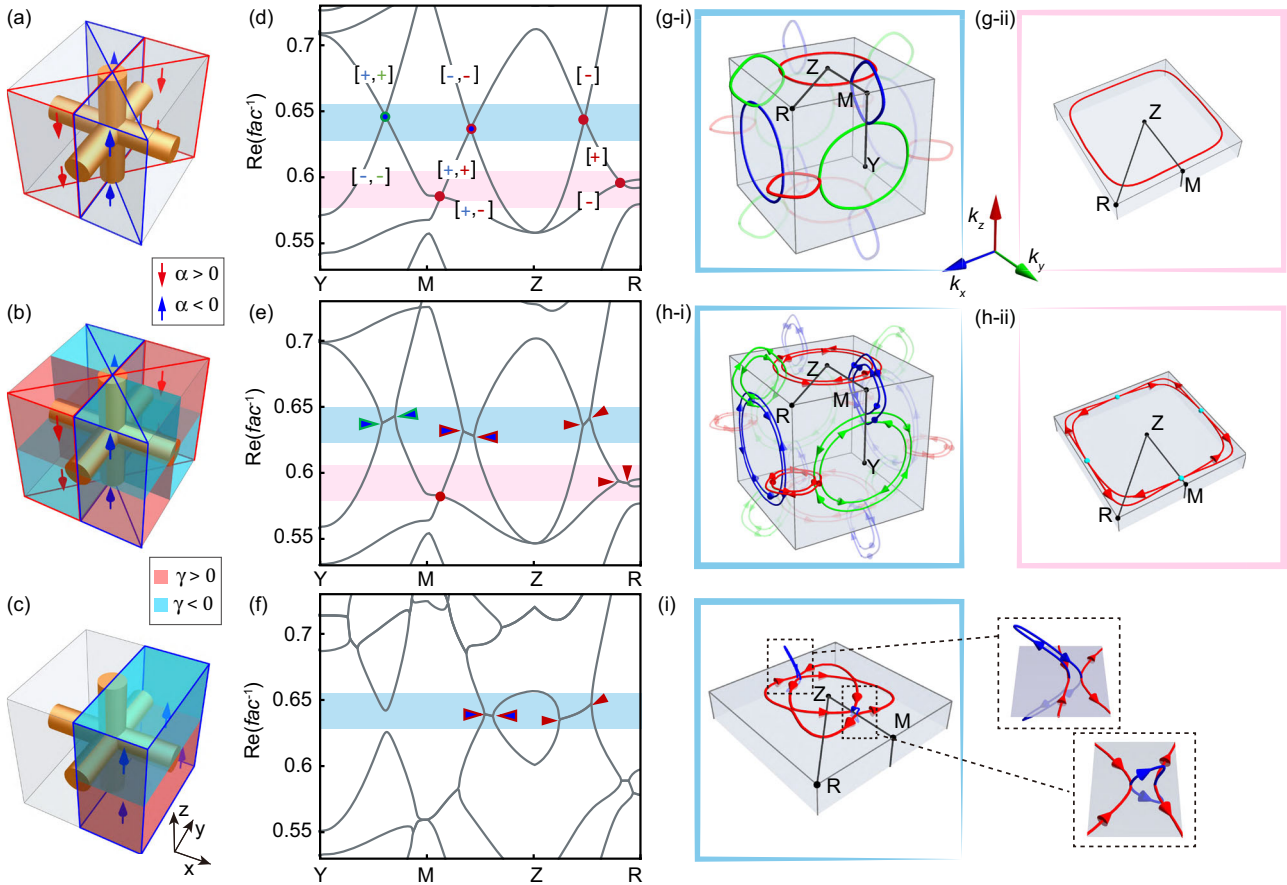 (a)
α > 0
α < 0
(b)
γ > 0
γ < 0
(c)
z
y
x
(d)
Re(fac⁻¹)
0.7
0.65
0.6
0.55
[+,+]
[-,-]
[-]
[-,-]
[+,+]
[+]
[+,-]
[-]
Y M Z R
(e)
Re(fac⁻¹)
0.7
0.65
0.6
0.55
Y M Z R
(f)
Re(fac⁻¹)
0.7
0.65
0.6
0.55
Y M Z R
(g-i)
Z
M
R
Y
(g-ii)
Z
M
R
k_z
k_x
k_y
(h-i)
Z
M
R
Y
(h-ii)
Z
M
R
(i)
Z
M
R